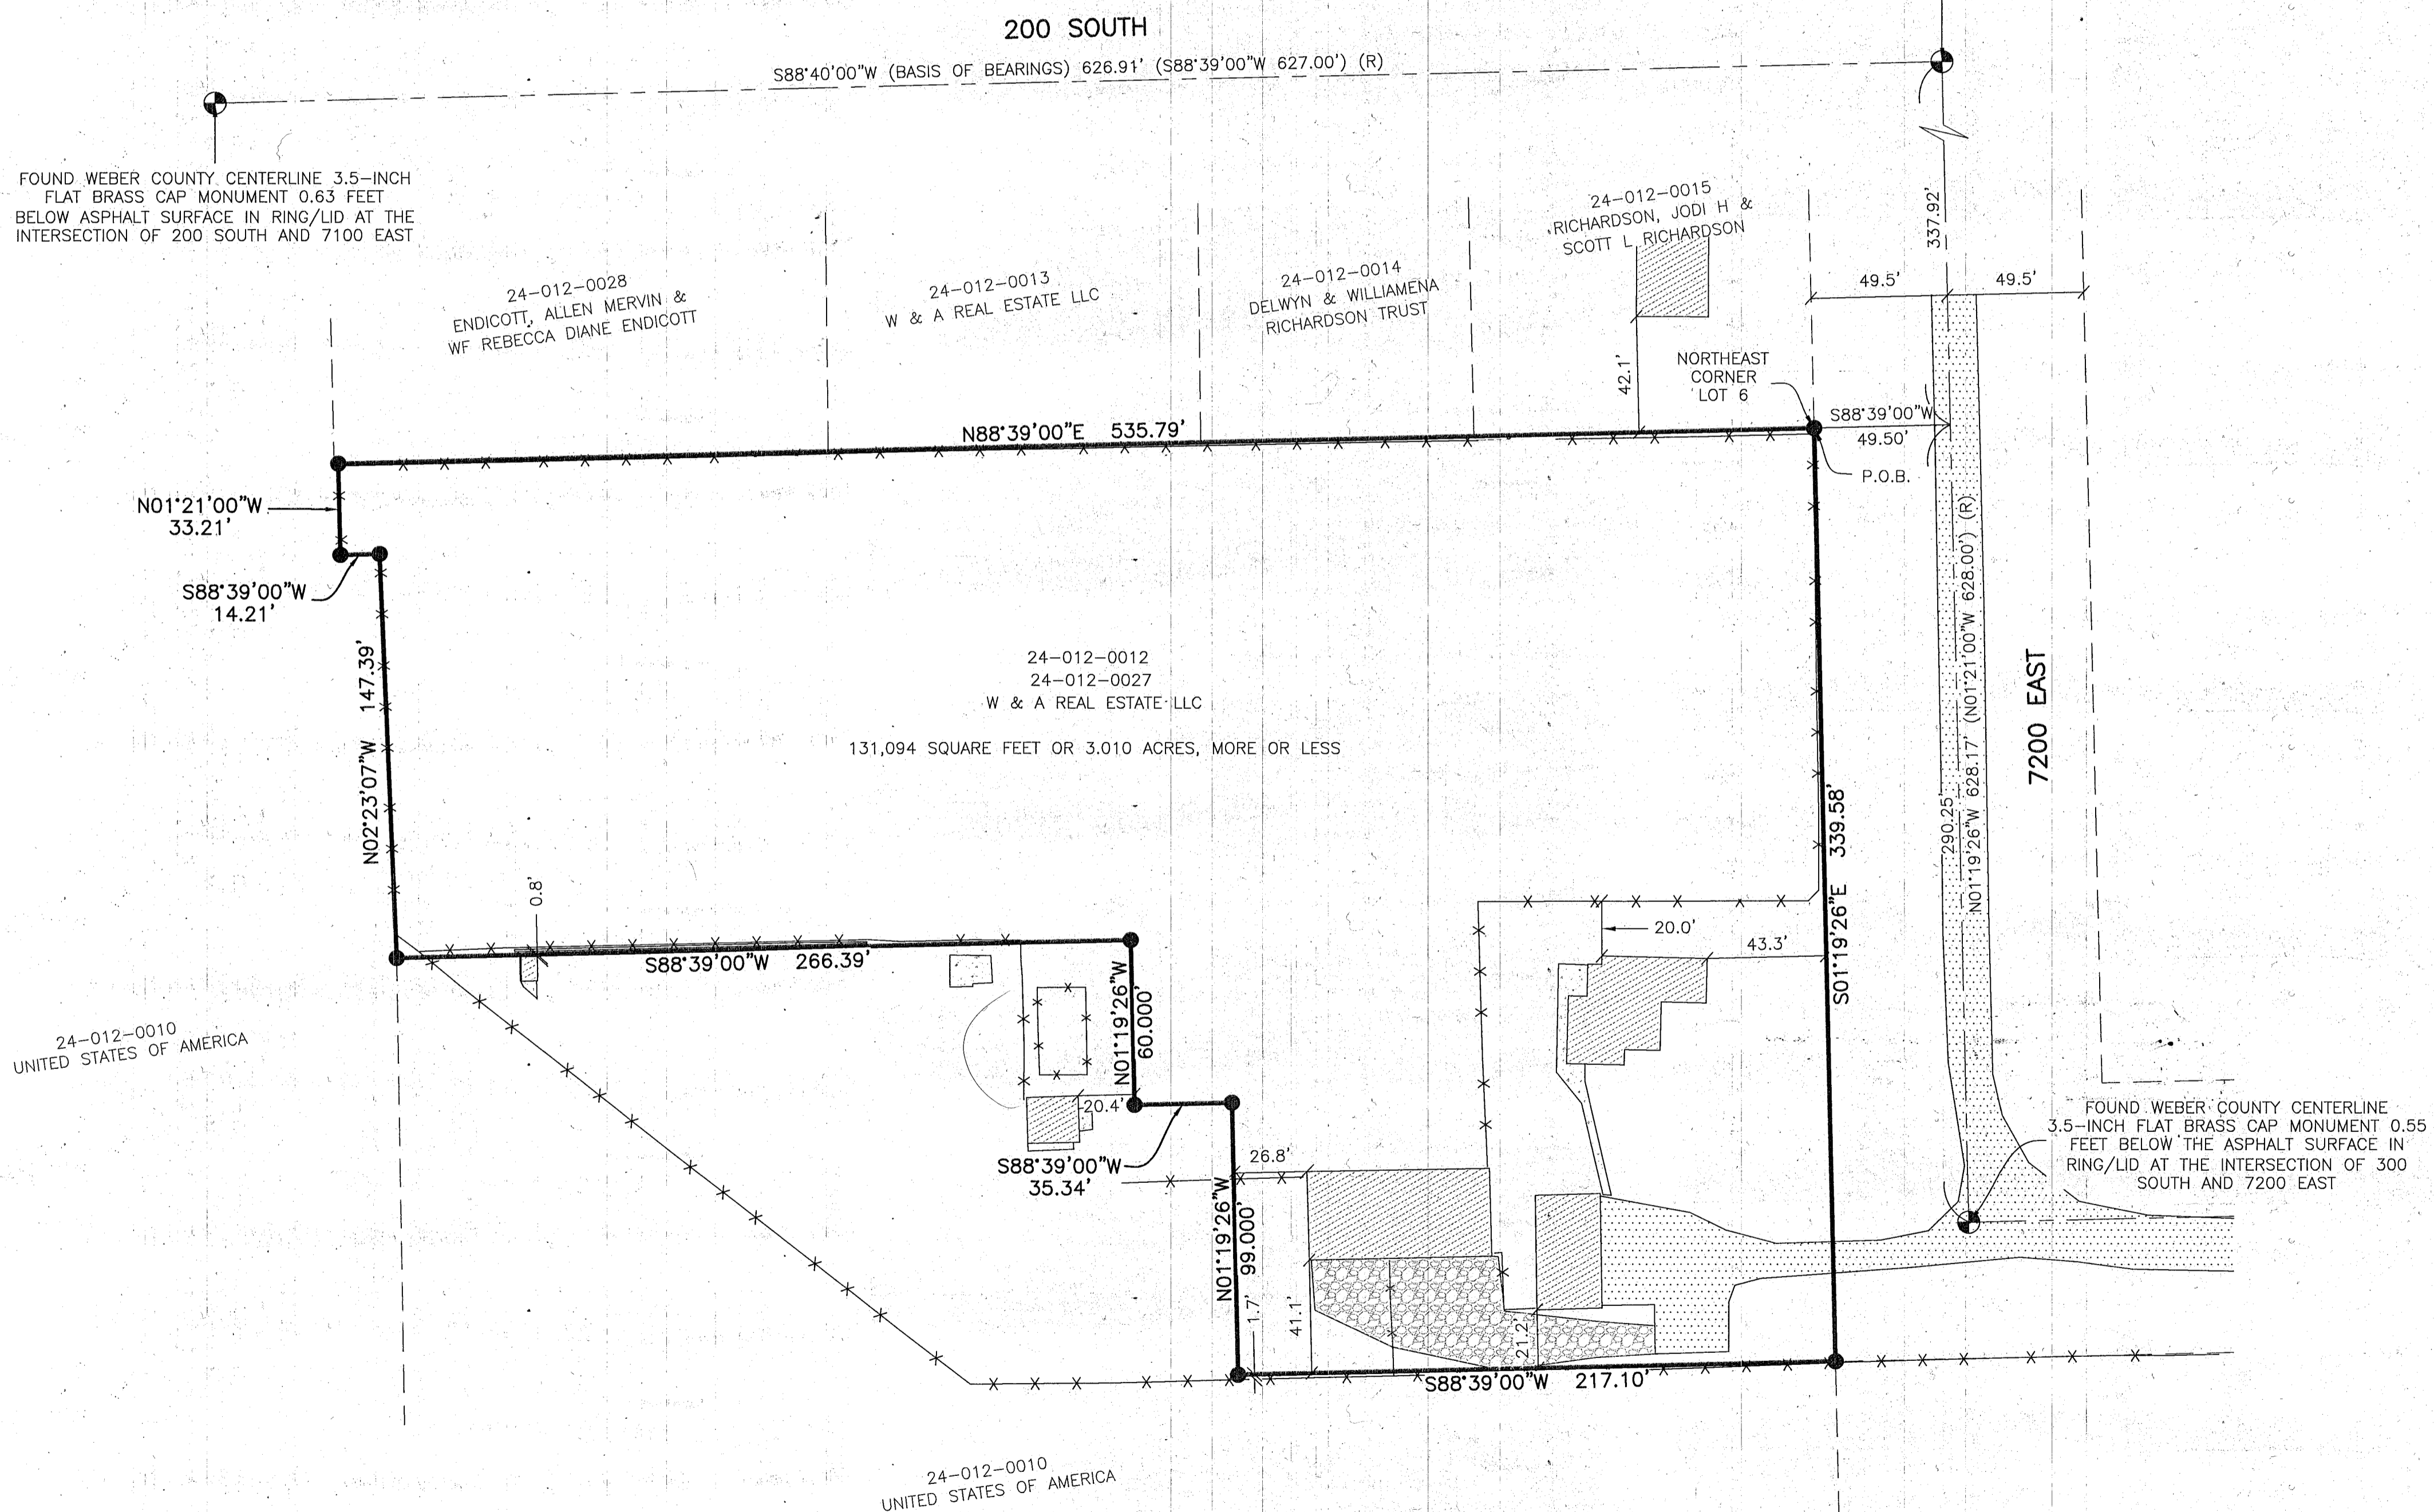 200 SOUTH
S88°40'00"W (BASIS OF BEARINGS) 626.91' (S88°39'00"W 627.00') (R)
FOUND WEBER COUNTY CENTERLINE 3.5-INCH
FLAT BRASS CAP MONUMENT 0.63 FEET
BELOW ASPHALT SURFACE IN RING/LID AT THE
INTERSECTION OF 200 SOUTH AND 7100 EAST
24-012-0028
ENDICOTT, ALLEN MERVIN &
WF REBECCA DIANE ENDICOTT
24-012-0013
W & A REAL ESTATE LLC
24-012-0014
DELWYN & WILLIAMENA
RICHARDSON TRUST
24-012-0015
RICHARDSON, JODI H &
SCOTT L RICHARDSON
337.92'
49.5'
49.5'
42.1'
NORTHEAST
CORNER
LOT 6
S88°39'00"W
49.50'
P.O.B.
N88°39'00"E 535.79'
N01°21'00"W
33.21'
S88°39'00"W
14.21'
N02°23'07"W 147.39'
24-012-0012
24-012-0027
W & A REAL ESTATE LLC
131,094 SQUARE FEET OR 3.010 ACRES, MORE OR LESS
S01°19'26"E 339.58'
290.25'
N01°19'26"W 628.17' (N01°21'00"W 628.00') (R)
7200 EAST
0.8'
S88°39'00"W 266.39'
20.0'
43.3'
N01°19'26"W
60.000'
20.4'
S88°39'00"W
35.34'
26.8'
N01°19'26"W
99.000'
1.7'
41.1'
21.2'
S88°39'00"W 217.10'
24-012-0010
UNITED STATES OF AMERICA
FOUND WEBER COUNTY CENTERLINE
3.5-INCH FLAT BRASS CAP MONUMENT 0.55
FEET BELOW THE ASPHALT SURFACE IN
RING/LID AT THE INTERSECTION OF 300
SOUTH AND 7200 EAST
24-012-0010
UNITED STATES OF AMERICA